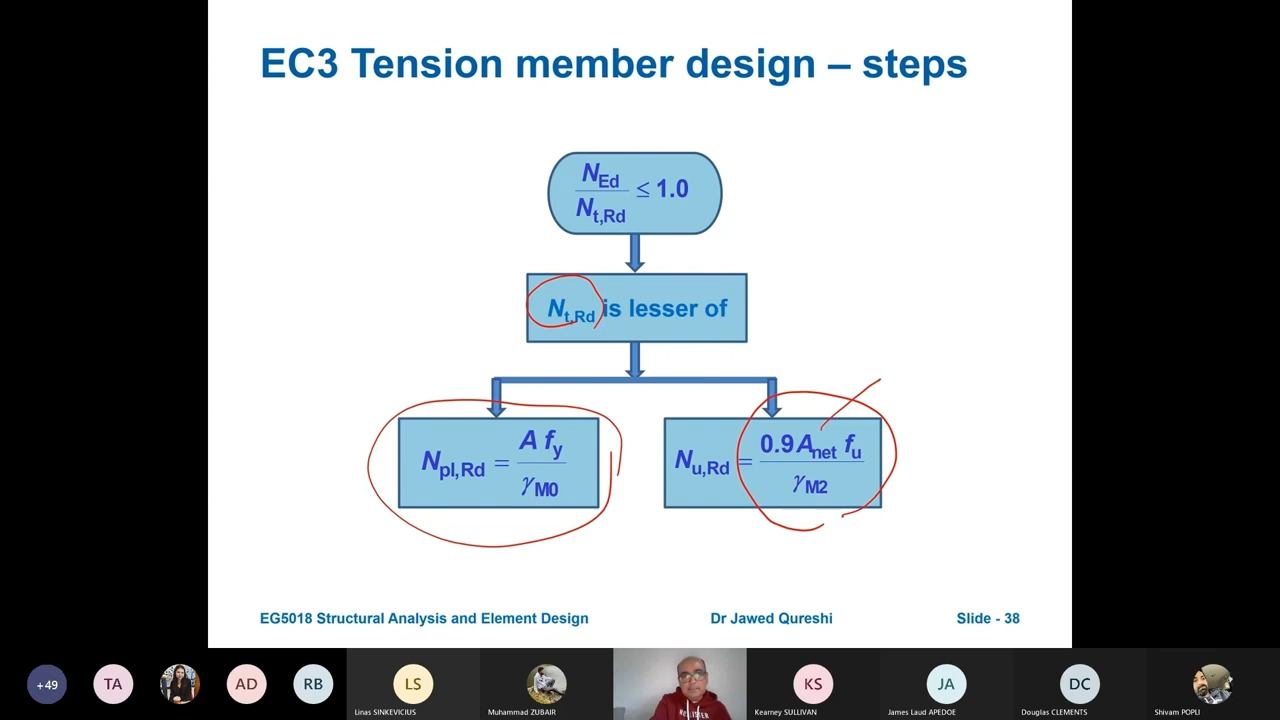 EC3 Tension member design – steps
N_Ed / N_t,Rd ≤ 1.0
N_t,Rd is lesser of
N_pl,Rd = A f_y / γ_M0
N_u,Rd = 0.9A_net f_u / γ_M2
EG5018 Structural Analysis and Element Design Dr Jawed Qureshi Slide - 38
+49 TA AD RB LS KS JA DC
Linas SINKEVICIUS Muhammad ZUBAIR Kearney SULLIVAN James Laud APEDOE Douglas CLEMENTS Shivam POPLI